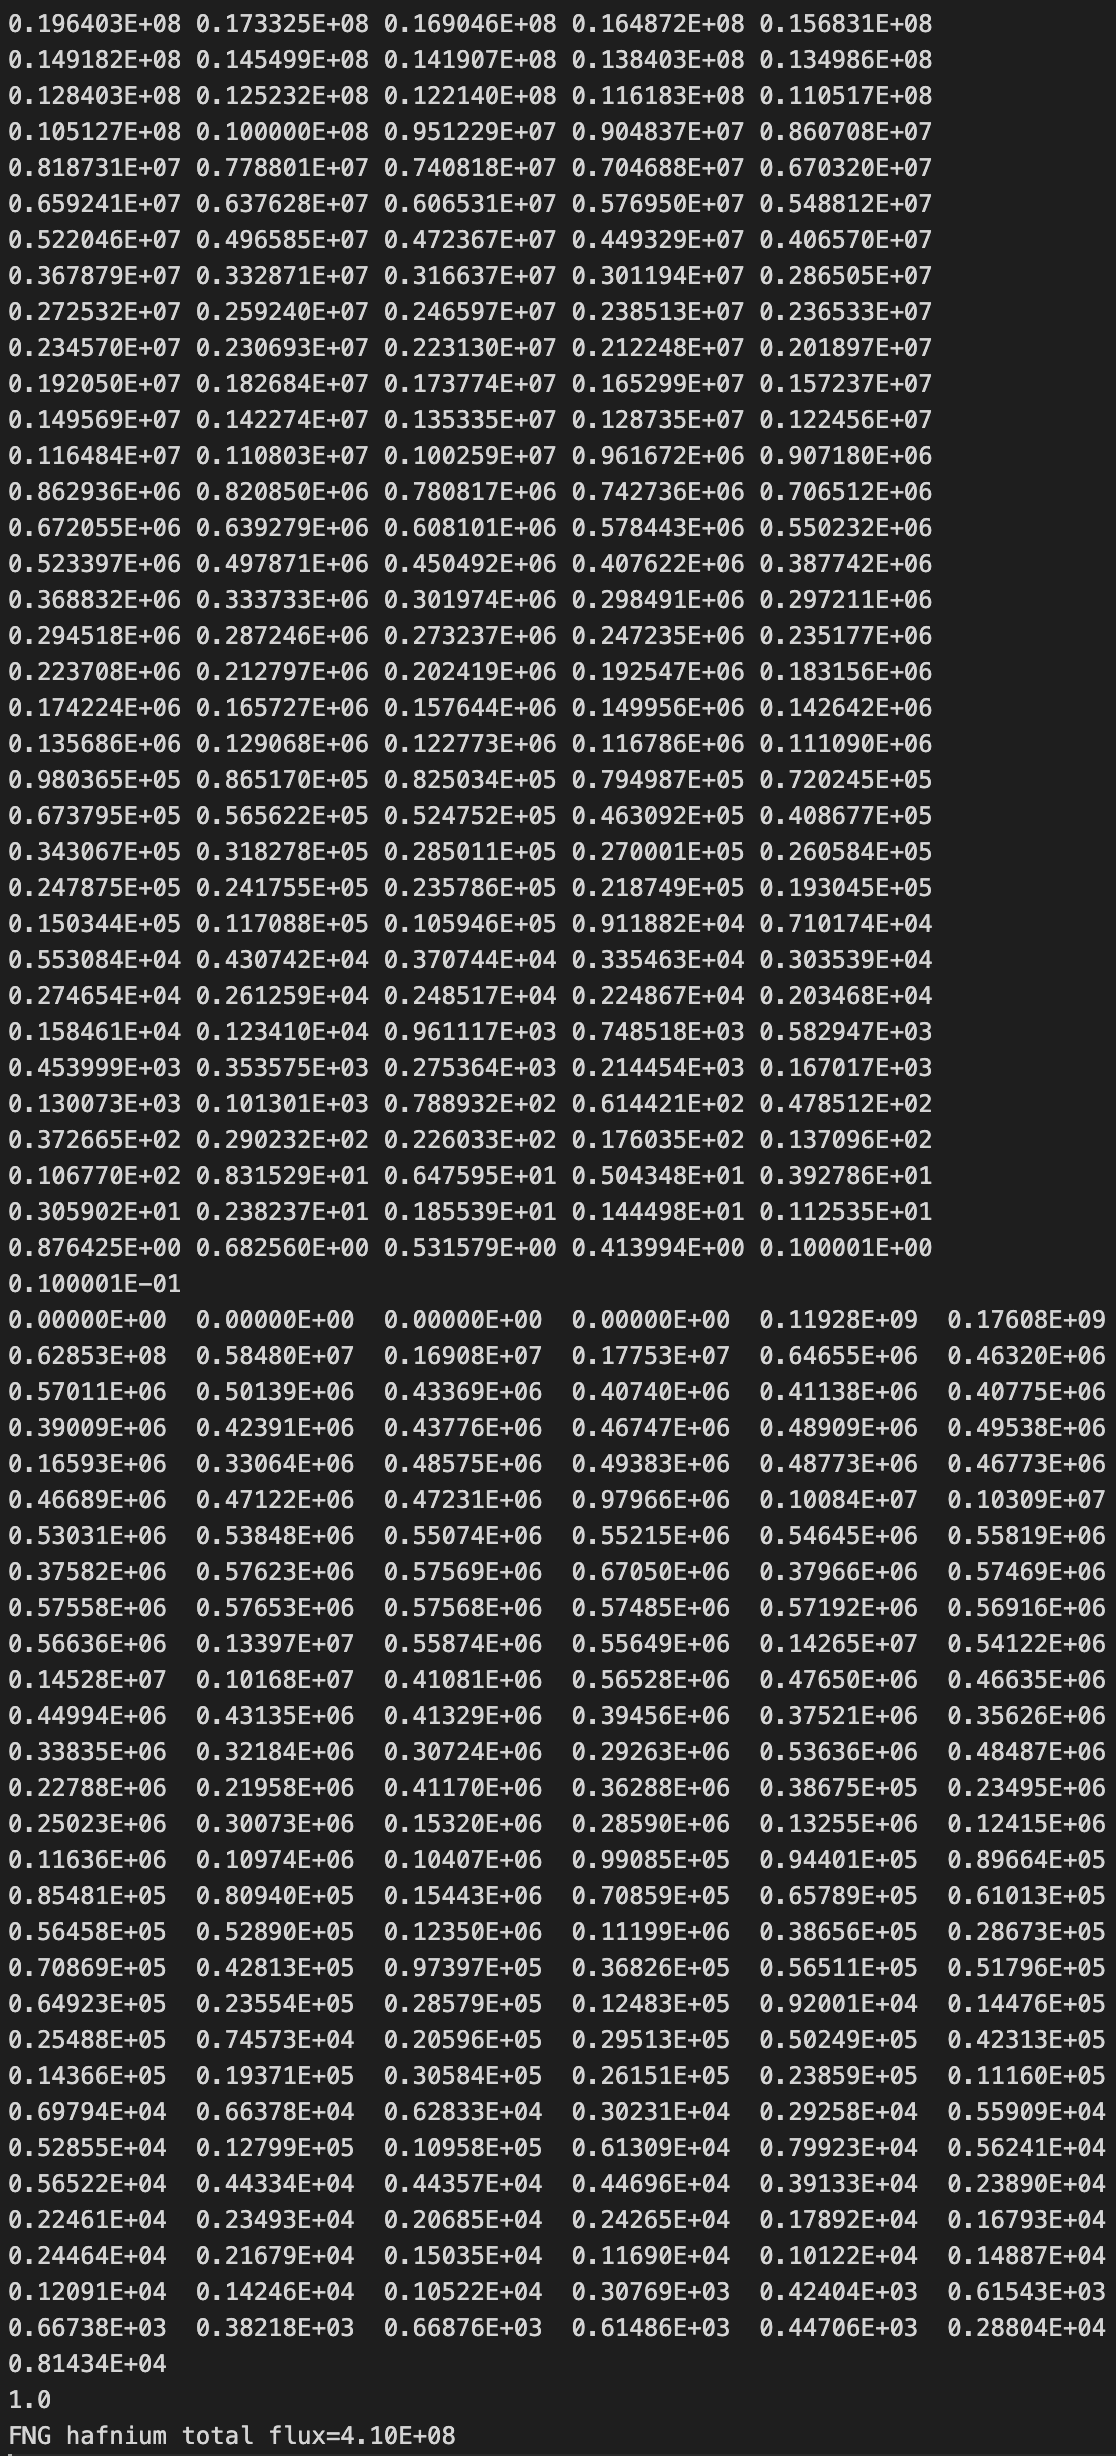 0.196403E+08 0.173325E+08 0.169046E+08 0.164872E+08 0.156831E+08
0.149182E+08 0.145499E+08 0.141907E+08 0.138403E+08 0.134986E+08
0.128403E+08 0.125232E+08 0.122140E+08 0.116183E+08 0.110517E+08
0.105127E+08 0.100000E+08 0.951229E+07 0.904837E+07 0.860708E+07
0.818731E+07 0.778801E+07 0.740818E+07 0.704688E+07 0.670320E+07
0.659241E+07 0.637628E+07 0.606531E+07 0.576950E+07 0.548812E+07
0.522046E+07 0.496585E+07 0.472367E+07 0.449329E+07 0.406570E+07
0.367879E+07 0.332871E+07 0.316637E+07 0.301194E+07 0.286505E+07
0.272532E+07 0.259240E+07 0.246597E+07 0.238513E+07 0.236533E+07
0.234570E+07 0.230693E+07 0.223130E+07 0.212248E+07 0.201897E+07
0.192050E+07 0.182684E+07 0.173774E+07 0.165299E+07 0.157237E+07
0.149569E+07 0.142274E+07 0.135335E+07 0.128735E+07 0.122456E+07
0.116484E+07 0.110803E+07 0.100259E+07 0.961672E+06 0.907180E+06
0.862936E+06 0.820850E+06 0.780817E+06 0.742736E+06 0.706512E+06
0.672055E+06 0.639279E+06 0.608101E+06 0.578443E+06 0.550232E+06
0.523397E+06 0.497871E+06 0.450492E+06 0.407622E+06 0.387742E+06
0.368832E+06 0.333733E+06 0.301974E+06 0.298491E+06 0.297211E+06
0.294518E+06 0.287246E+06 0.273237E+06 0.247235E+06 0.235177E+06
0.223708E+06 0.212797E+06 0.202419E+06 0.192547E+06 0.183156E+06
0.174224E+06 0.165727E+06 0.157644E+06 0.149956E+06 0.142642E+06
0.135686E+06 0.129068E+06 0.122773E+06 0.116786E+06 0.111090E+06
0.980365E+05 0.865170E+05 0.825034E+05 0.794987E+05 0.720245E+05
0.673795E+05 0.565622E+05 0.524752E+05 0.463092E+05 0.408677E+05
0.343067E+05 0.318278E+05 0.285011E+05 0.270001E+05 0.260584E+05
0.247875E+05 0.241755E+05 0.235786E+05 0.218749E+05 0.193045E+05
0.150344E+05 0.117088E+05 0.105946E+05 0.911882E+04 0.710174E+04
0.553084E+04 0.430742E+04 0.370744E+04 0.335463E+04 0.303539E+04
0.274654E+04 0.261259E+04 0.248517E+04 0.224867E+04 0.203468E+04
0.158461E+04 0.123410E+04 0.961117E+03 0.748518E+03 0.582947E+03
0.453999E+03 0.353575E+03 0.275364E+03 0.214454E+03 0.167017E+03
0.130073E+03 0.101301E+03 0.788932E+02 0.614421E+02 0.478512E+02
0.372665E+02 0.290232E+02 0.226033E+02 0.176035E+02 0.137096E+02
0.106770E+02 0.831529E+01 0.647595E+01 0.504348E+01 0.392786E+01
0.305902E+01 0.238237E+01 0.185539E+01 0.144498E+01 0.112535E+01
0.876425E+00 0.682560E+00 0.531579E+00 0.413994E+00 0.100001E+00
0.100001E-01
0.00000E+00 0.00000E+00 0.00000E+00 0.00000E+00 0.11928E+09 0.17608E+09
0.62853E+08 0.58480E+07 0.16908E+07 0.17753E+07 0.64655E+06 0.46320E+06
0.57011E+06 0.50139E+06 0.43369E+06 0.40740E+06 0.41138E+06 0.40775E+06
0.39009E+06 0.42391E+06 0.43776E+06 0.46747E+06 0.48909E+06 0.49538E+06
0.16593E+06 0.33064E+06 0.48575E+06 0.49383E+06 0.48773E+06 0.46773E+06
0.46689E+06 0.47122E+06 0.47231E+06 0.97966E+06 0.10084E+07 0.10309E+07
0.53031E+06 0.53848E+06 0.55074E+06 0.55215E+06 0.54645E+06 0.55819E+06
0.37582E+06 0.57623E+06 0.57569E+06 0.67050E+06 0.37966E+06 0.57469E+06
0.57558E+06 0.57653E+06 0.57568E+06 0.57485E+06 0.57192E+06 0.56916E+06
0.56636E+06 0.13397E+07 0.55874E+06 0.55649E+06 0.14265E+07 0.54122E+06
0.14528E+07 0.10168E+07 0.41081E+06 0.56528E+06 0.47650E+06 0.46635E+06
0.44994E+06 0.43135E+06 0.41329E+06 0.39456E+06 0.37521E+06 0.35626E+06
0.33835E+06 0.32184E+06 0.30724E+06 0.29263E+06 0.53636E+06 0.48487E+06
0.22788E+06 0.21958E+06 0.41170E+06 0.36288E+06 0.38675E+05 0.23495E+06
0.25023E+06 0.30073E+06 0.15320E+06 0.28590E+06 0.13255E+06 0.12415E+06
0.11636E+06 0.10974E+06 0.10407E+06 0.99085E+05 0.94401E+05 0.89664E+05
0.85481E+05 0.80940E+05 0.15443E+06 0.70859E+05 0.65789E+05 0.61013E+05
0.56458E+05 0.52890E+05 0.12350E+06 0.11199E+06 0.38656E+05 0.28673E+05
0.70869E+05 0.42813E+05 0.97397E+05 0.36826E+05 0.56511E+05 0.51796E+05
0.64923E+05 0.23554E+05 0.28579E+05 0.12483E+05 0.92001E+04 0.14476E+05
0.25488E+05 0.74573E+04 0.20596E+05 0.29513E+05 0.50249E+05 0.42313E+05
0.14366E+05 0.19371E+05 0.30584E+05 0.26151E+05 0.23859E+05 0.11160E+05
0.69794E+04 0.66378E+04 0.62833E+04 0.30231E+04 0.29258E+04 0.55909E+04
0.52855E+04 0.12799E+05 0.10958E+05 0.61309E+04 0.79923E+04 0.56241E+04
0.56522E+04 0.44334E+04 0.44357E+04 0.44696E+04 0.39133E+04 0.23890E+04
0.22461E+04 0.23493E+04 0.20685E+04 0.24265E+04 0.17892E+04 0.16793E+04
0.24464E+04 0.21679E+04 0.15035E+04 0.11690E+04 0.10122E+04 0.14887E+04
0.12091E+04 0.14246E+04 0.10522E+04 0.30769E+03 0.42404E+03 0.61543E+03
0.66738E+03 0.38218E+03 0.66876E+03 0.61486E+03 0.44706E+03 0.28804E+04
0.81434E+04
1.0
FNG hafnium total flux=4.10E+08